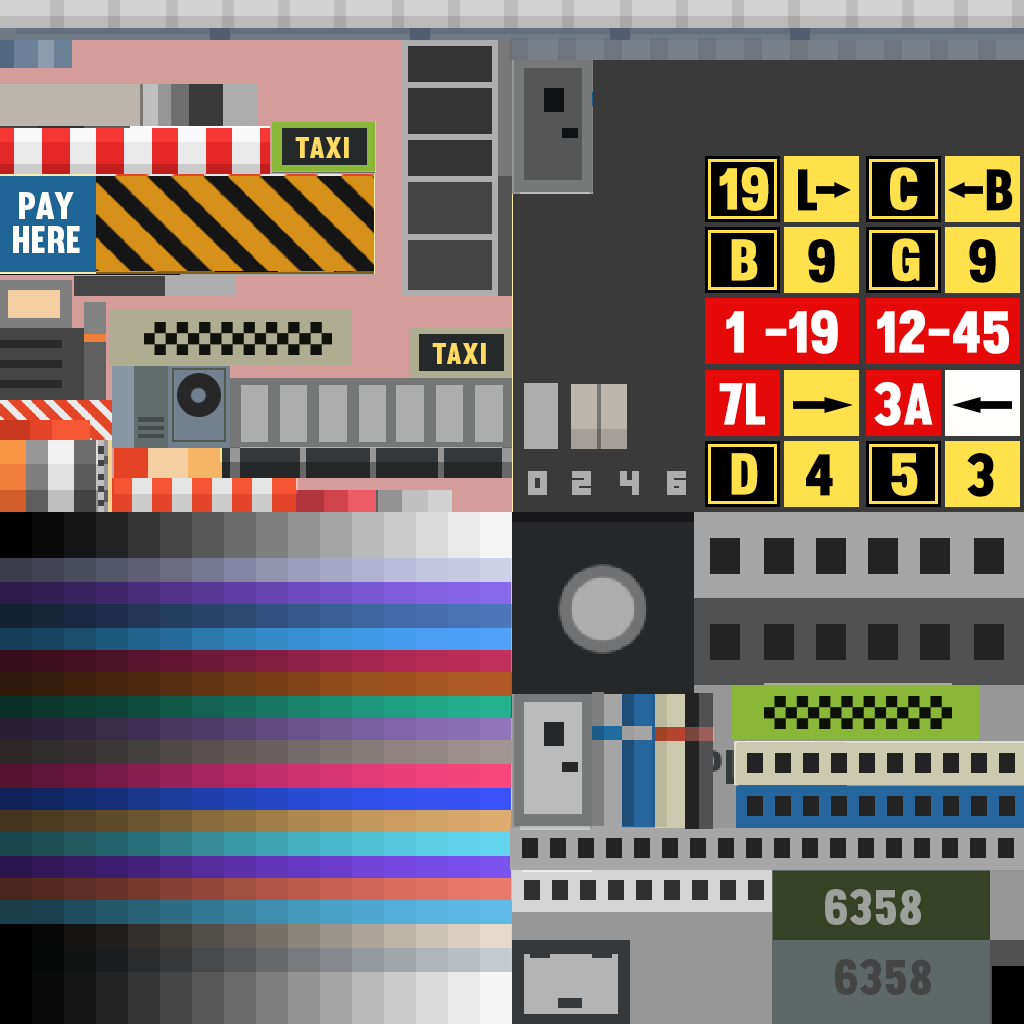 TAXI
PAY
HERE
TAXI
19 L→ C ←B
B 9 G 9
1 -19 12-45
7L → 3A ←
D 4 5 3
0 2 4 6
6358
6358